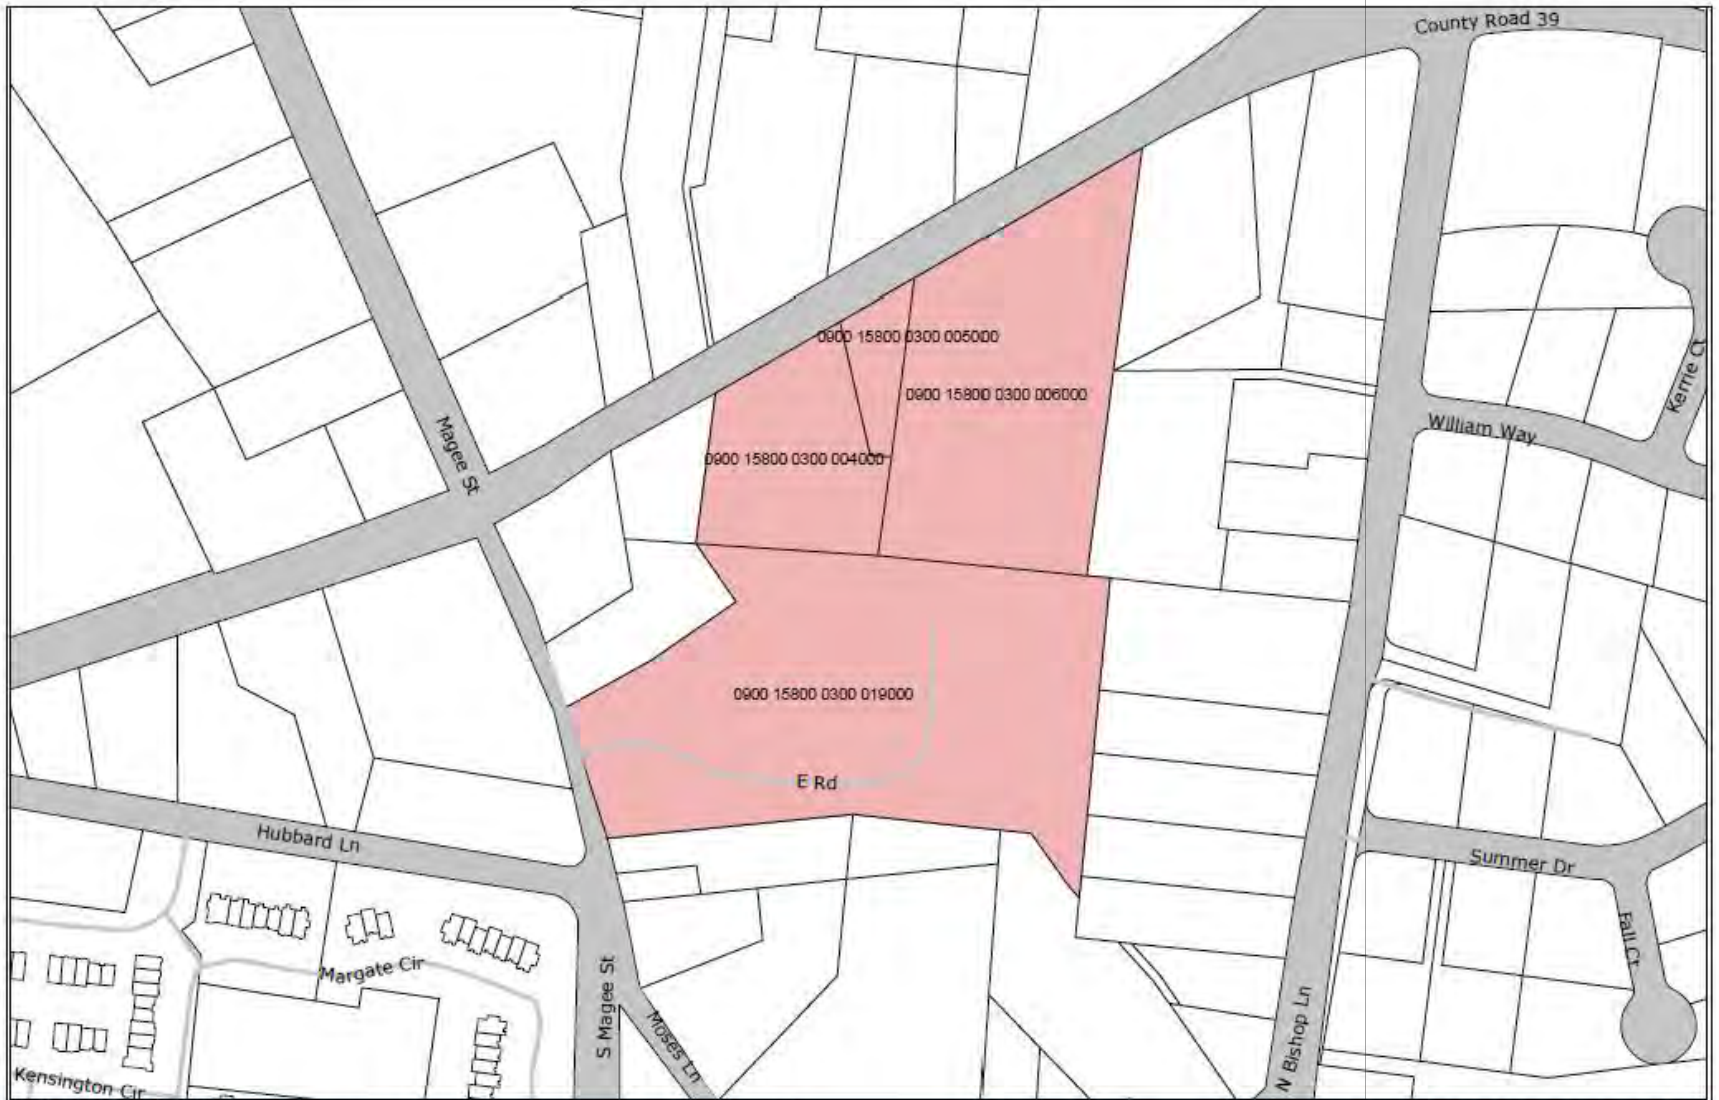 County Road 39
0900 15800 0300 005000
Kerrie Ct
0900 15800 0300 006000
William Way
Magee St
0900 15800 0300 004000
0900 15800 0300 019000
E Rd
Hubbard Ln
Summer Dr
Fall Ct
Margate Cir
S Magee St
N Bishop Ln
Moses Ln
Kensington Cir